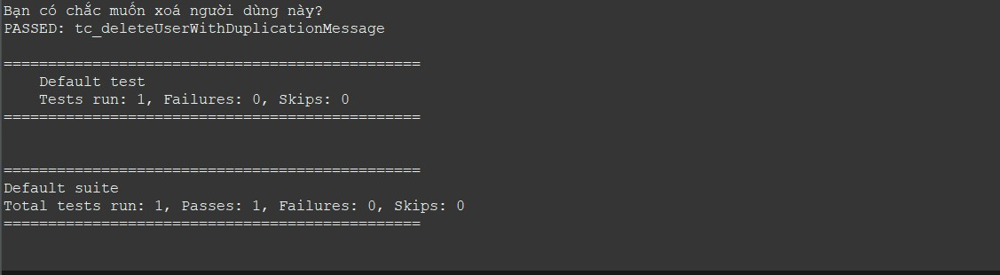 Bạn có chắc muốn xoá người dùng này?
PASSED: tc_deleteUserWithDuplicationMessage
===============================================
Default test
Tests run: 1, Failures: 0, Skips: 0
===============================================
===============================================
Default suite
Total tests run: 1, Passes: 1, Failures: 0, Skips: 0
===============================================